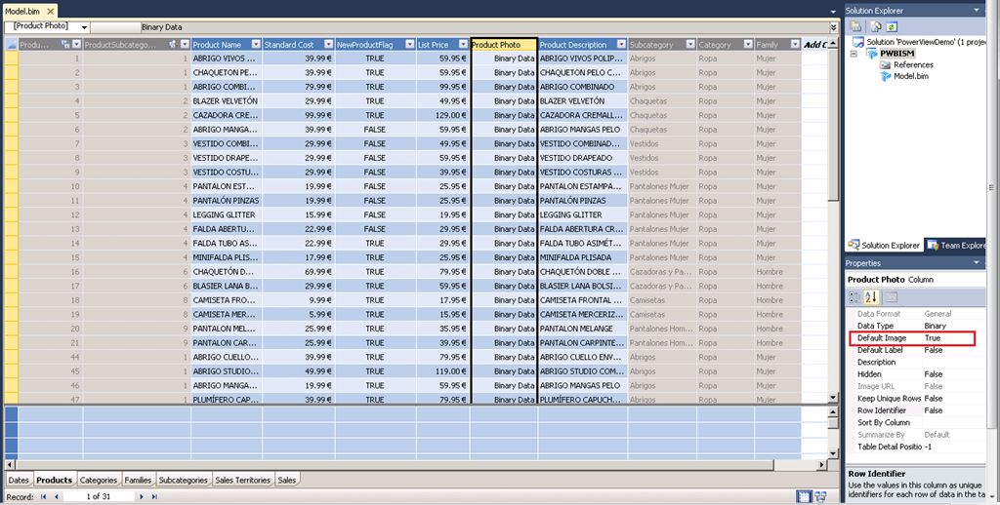 Model.bim
[Product Photo]
Binary Data
Produ... ProductSubcatego... Product Name Standard Cost NewProductFlag List Price Product Photo Product Description Subcategory Category Family Add C
1 1 ABRIGO VIVOS ... 39.99 € TRUE 59.95 € Binary Data ABRIGO VIVOS POLIP... Abrigos Ropa Mujer
2 1 CHAQUETON PE... 39.99 € TRUE 59.95 € Binary Data CHAQUETON PELO C... Abrigos Ropa Mujer
3 1 ABRIGO COMBI... 79.99 € TRUE 99.95 € Binary Data ABRIGO COMBINADO Abrigos Ropa Mujer
4 2 BLAZER VELVETÓN 29.99 € TRUE 49.95 € Binary Data BLAZER VELVETÓN Chaquetas Ropa Mujer
5 2 CAZADORA CRE... 99.99 € TRUE 129.00 € Binary Data CAZADORA CREMALL... Chaquetas Ropa Mujer
6 2 ABRIGO MANGA... 39.99 € FALSE 59.95 € Binary Data ABRIGO MANGAS PELO Chaquetas Ropa Mujer
7 3 VESTIDO COMBI... 29.99 € FALSE 49.95 € Binary Data VESTIDO COMBINAD... Vestidos Ropa Mujer
8 3 VESTIDO DRAPE... 29.99 € FALSE 59.95 € Binary Data VESTIDO DRAPEADO Vestidos Ropa Mujer
9 3 VESTIDO COSTU... 29.99 € FALSE 39.95 € Binary Data VESTIDO COSTURAS ... Vestidos Ropa Mujer
10 4 PANTALON EST... 19.99 € FALSE 25.95 € Binary Data PANTALON ESTAMPA... Pantalones Mujer Ropa Mujer
11 4 PANTALÓN PINZAS 19.99 € FALSE 25.95 € Binary Data PANTALÓN PINZAS Pantalones Mujer Ropa Mujer
12 4 LEGGING GLITTER 15.99 € FALSE 19.95 € Binary Data LEGGING GLITTER Pantalones Mujer Ropa Mujer
13 4 FALDA ABERTU... 22.99 € FALSE 29.95 € Binary Data FALDA ABERTURA CR... Pantalones Mujer Ropa Mujer
14 4 FALDA TUBO AS... 22.99 € TRUE 29.95 € Binary Data FALDA TUBO ASIMÉT... Pantalones Mujer Ropa Mujer
15 4 MINIFALDA PLIS... 17.99 € TRUE 25.95 € Binary Data MINIFALDA PLISADA Pantalones Mujer Ropa Mujer
16 6 CHAQUETÓN D... 69.99 € TRUE 79.95 € Binary Data CHAQUETÓN DOBLE ... Cazadoras y Pa... Ropa Hombre
17 6 BLASIER LANA B... 29.99 € TRUE 59.95 € Binary Data BLASIER LANA BOLSI... Cazadoras y Pa... Ropa Hombre
18 8 CAMISETA FRO... 9.99 € TRUE 17.95 € Binary Data CAMISETA FRONTAL ... Camisetas Ropa Hombre
19 8 CAMISETA MER... 5.99 € TRUE 15.95 € Binary Data CAMISETA MERCERIZ... Camisetas Ropa Hombre
20 9 PANTALON MEL... 25.99 € TRUE 35.95 € Binary Data PANTALON MELANGE Pantalones Hom... Ropa Hombre
21 9 PANTALON CAR... 25.99 € TRUE 39.95 € Binary Data PANTALON CARPINTE... Pantalones Hom... Ropa Hombre
44 1 ABRIGO CUELLO... 39.99 € TRUE 79.95 € Binary Data ABRIGO CUELLO ENV... Abrigos Ropa Mujer
45 1 ABRIGO STUDIO... 49.99 € TRUE 119.00 € Binary Data ABRIGO STUDIO COM... Abrigos Ropa Mujer
46 1 ABRIGO MANGA... 19.99 € TRUE 59.95 € Binary Data ABRIGO MANGAS PELO Abrigos Ropa Mujer
47 1 PLUMÍFERO CAP... 39.99 € TRUE 79.95 € Binary Data PLUMÍFERO CAPUCH... Abrigos Ropa Mujer
Dates Products Categories Families Subcategories Sales Territories Sales
Record: 1 of 31
Solution Explorer
Solution 'PowerViewDemo' (1 projec
PWBISM
References
Model.bim
Solution Explorer Team Explore
Properties
Product Photo Column
Data Format General
Data Type Binary
Default Image True
Default Label False
Description
Hidden False
Image URL False
Keep Unique Rows False
Row Identifier False
Sort By Column
Summarize By Default
Table Detail Positio -1
Row Identifier
Use the values in this column as unique
identifiers for each row of data in the ta